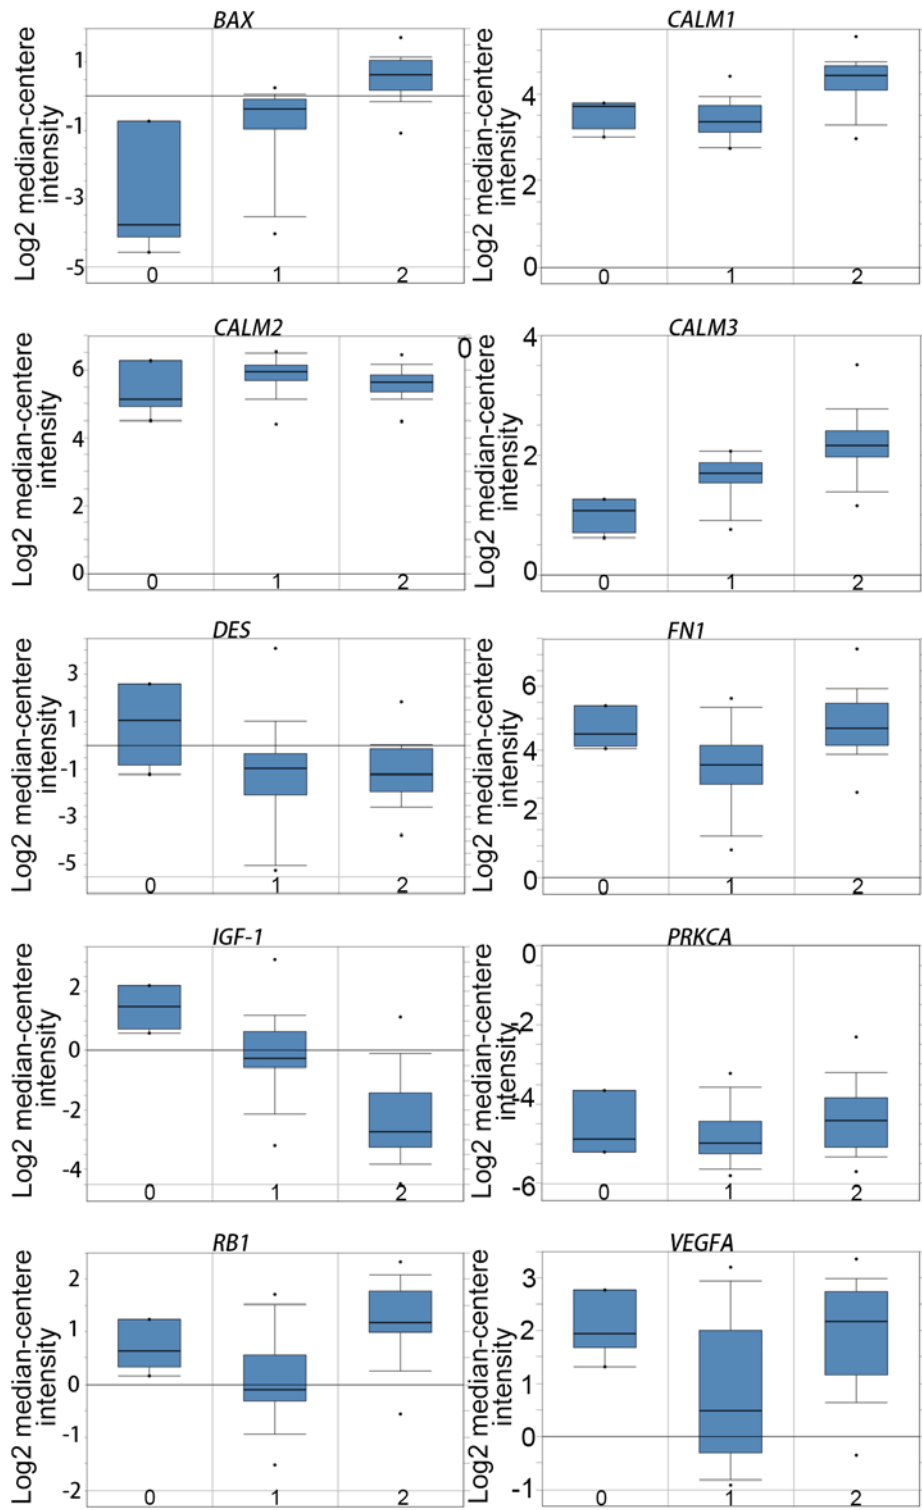 BAX
Log2 median-centere
intensity
1
-1
-3
-5
0 1 2
CALM1
Log2 median-centere
intensity
4
2
0
0 1 2
CALM2
Log2 median-centere
intensity
6
4
2
0
0 1 2
0
CALM3
Log2 median-centere
intensity
4
2
0
0 1 2
DES
Log2 median-centere
intensity
3
1
-1
-3
-5
0 1 2
FN1
Log2 median-centere
intensity
6
4
2
0
0 1 2
IGF-1
Log2 median-centere
intensity
2
0
-2
-4
0 1 2
PRKCA
Log2 median-centere
intensity
0
-2
-4
-6
0 1 2
RB1
Log2 median-centere
intensity
2
1
0
-1
-2
0 1 2
VEGFA
Log2 median-centere
intensity
3
2
1
0
-1
0 1 2